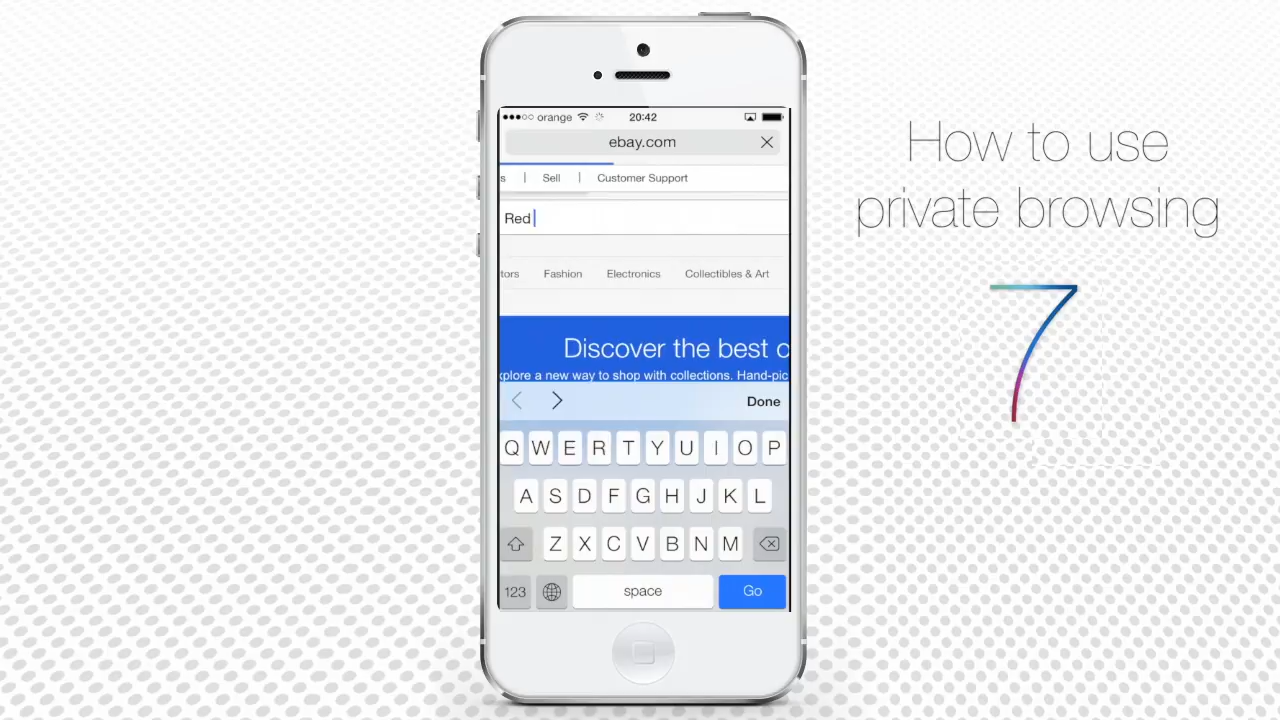 orange 20:42
ebay.com
s | Sell | Customer Support
Red
tors Fashion Electronics Collectibles & Art
Discover the best c
xplore a new way to shop with collections. Hand-pic
Done
Q W E R T Y U I O P
A S D F G H J K L
Z X C V B N M
123 space Go
How to use
private browsing
7